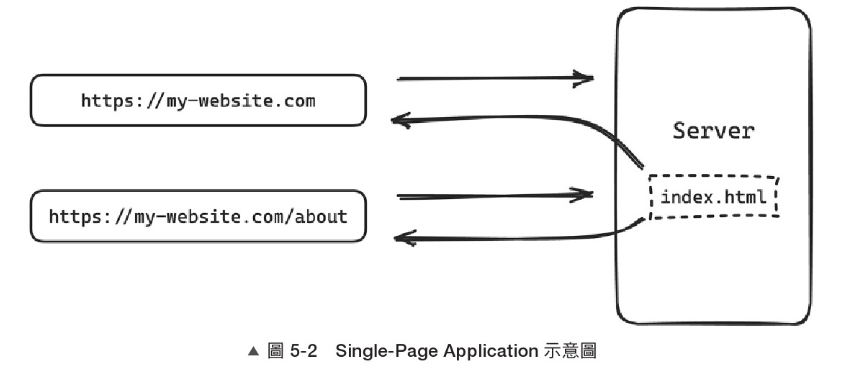 https://my-website.com
Server
index.html
https://my-website.com/about
▲ 圖 5-2 Single-Page Application 示意圖